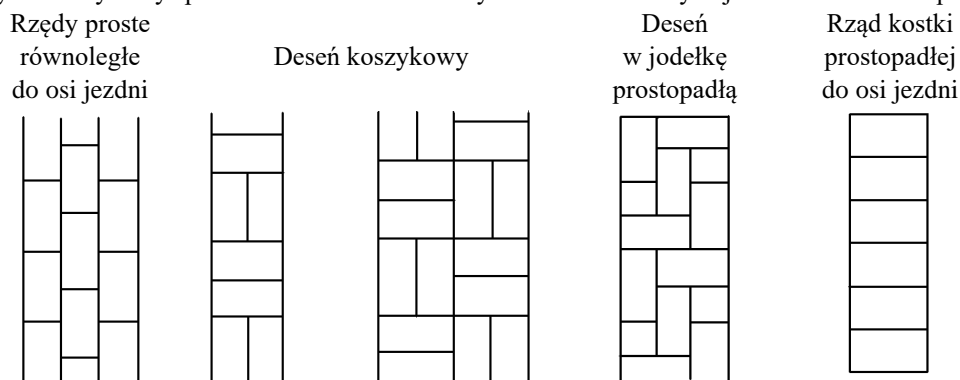 Rzędy proste
równoległe
do osi jezdni
Deseń koszykowy
Deseń
w jodełkę
prostopadłą
Rząd kostki
prostopadłej
do osi jezdni